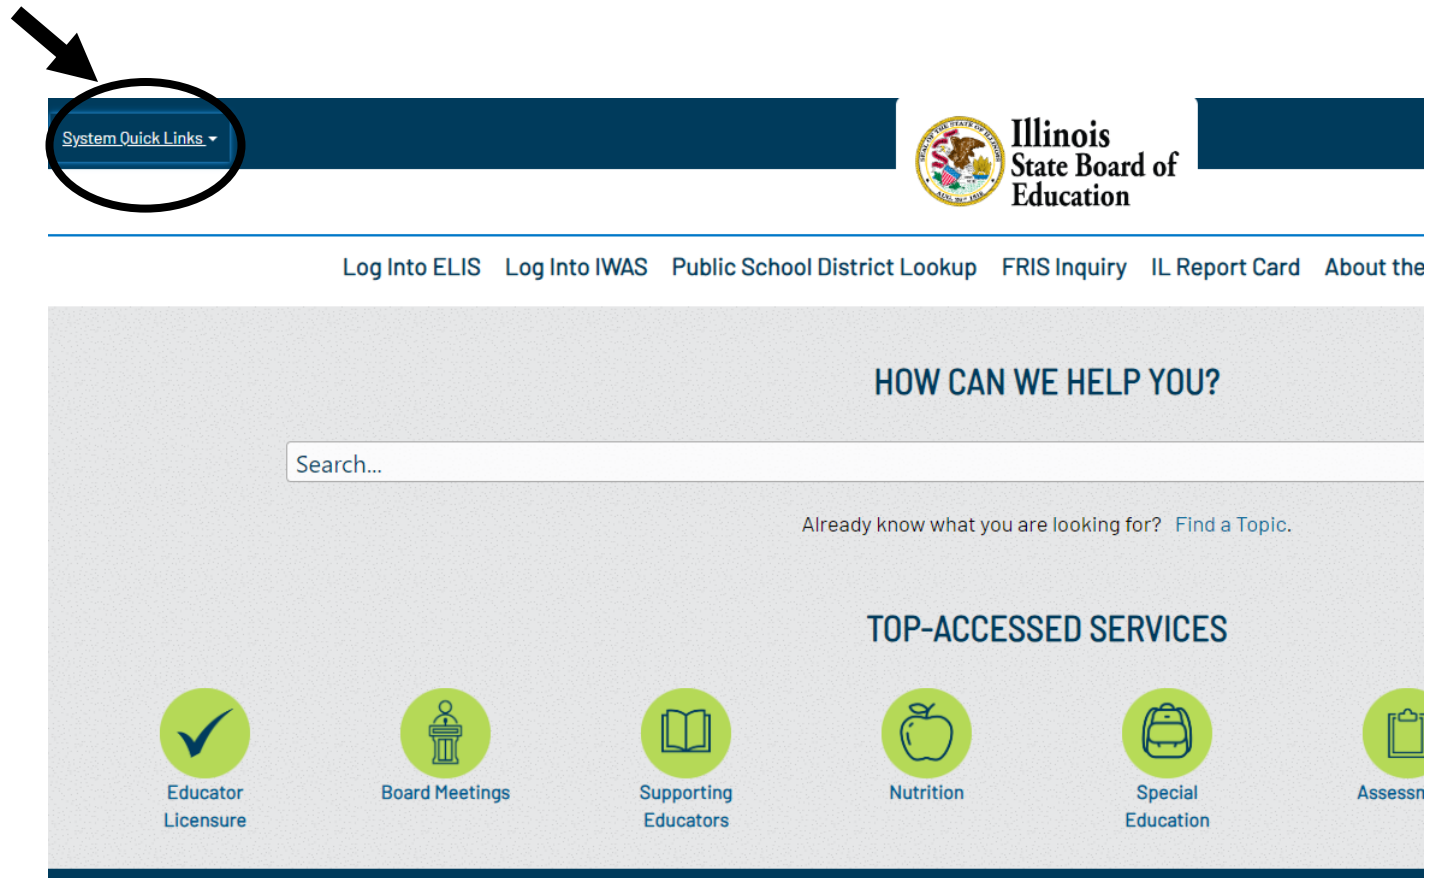 System Quick Links
Illinois
State Board of
Education
Log Into ELIS Log Into IWAS Public School District Lookup FRIS Inquiry IL Report Card About the
HOW CAN WE HELP YOU?
Search...
Already know what you are looking for? Find a Topic.
TOP-ACCESSED SERVICES
Educator
Licensure
Board Meetings
Supporting
Educators
Nutrition
Special
Education